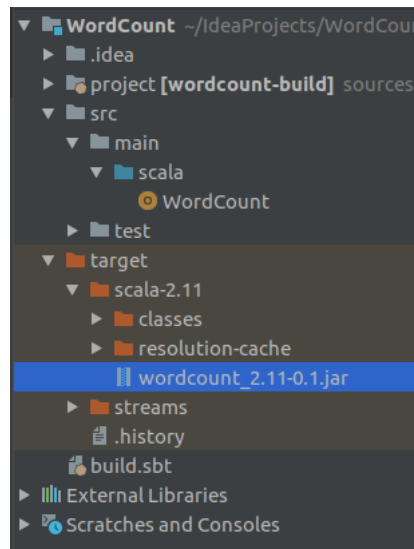 WordCount ~/IdeaProjects/WordCou
.idea
project [wordcount-build] sources
src
main
scala
WordCount
test
target
scala-2.11
classes
resolution-cache
wordcount_2.11-0.1.jar
streams
.history
build.sbt
External Libraries
Scratches and Consoles